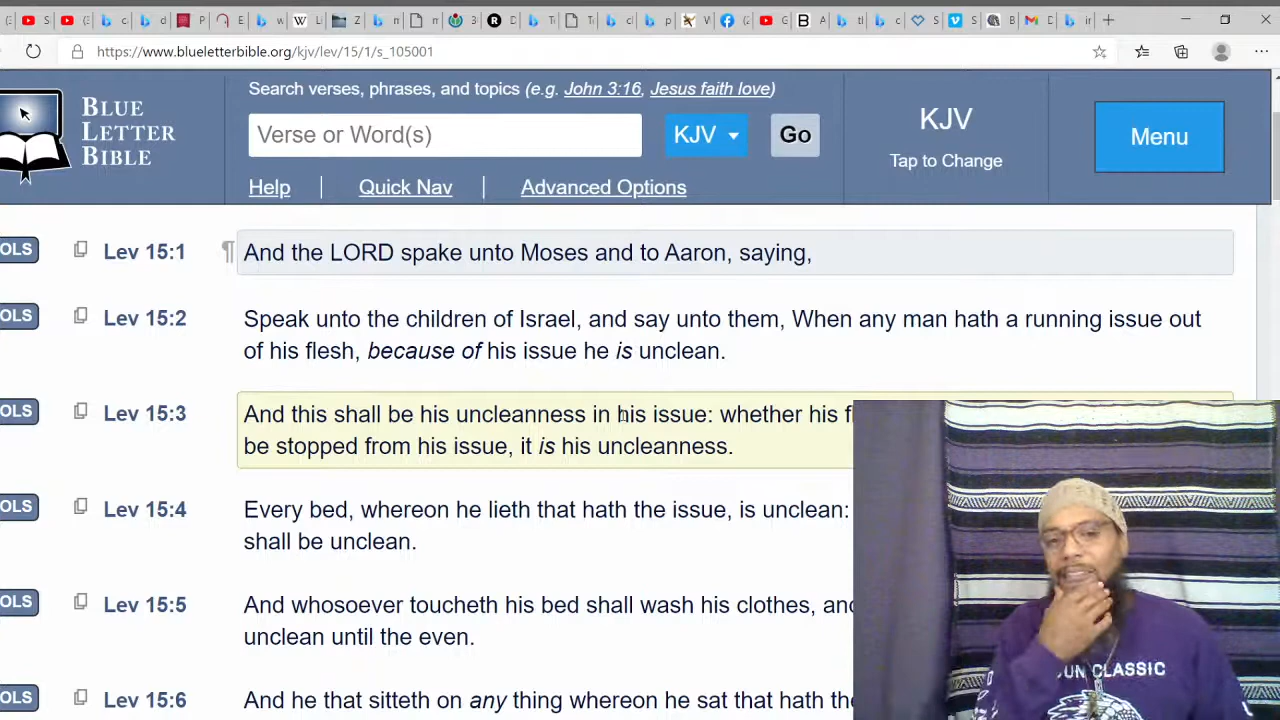 https://www.blueletterbible.org/kjv/lev/15/1/s_105001
BLUE
LETTER
BIBLE
Search verses, phrases, and topics (e.g. John 3:16, Jesus faith love)
Verse or Word(s)
KJV
Go
Help | Quick Nav | Advanced Options
KJV
Tap to Change
Menu
OLS Lev 15:1 ¶ And the LORD spake unto Moses and to Aaron, saying,
OLS Lev 15:2 Speak unto the children of Israel, and say unto them, When any man hath a running issue out
of his flesh, because of his issue he is unclean.
OLS Lev 15:3 And this shall be his uncleanness in his issue: whether his f
be stopped from his issue, it is his uncleanness.
OLS Lev 15:4 Every bed, whereon he lieth that hath the issue, is unclean:
shall be unclean.
OLS Lev 15:5 And whosoever toucheth his bed shall wash his clothes, and
unclean until the even.
OLS Lev 15:6 And he that sitteth on any thing whereon he sat that hath the
UN CLASSIC